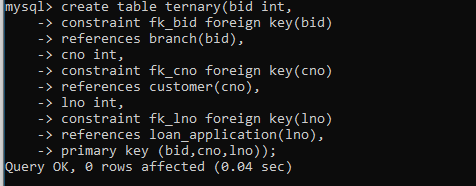 mysql> create table ternary(bid int,
    -> constraint fk_bid foreign key(bid)
    -> references branch(bid),
    -> cno int,
    -> constraint fk_cno foreign key(cno)
    -> references customer(cno),
    -> lno int,
    -> constraint fk_lno foreign key(lno)
    -> references loan_application(lno),
    -> primary key (bid,cno,lno));
Query OK, 0 rows affected (0.04 sec)